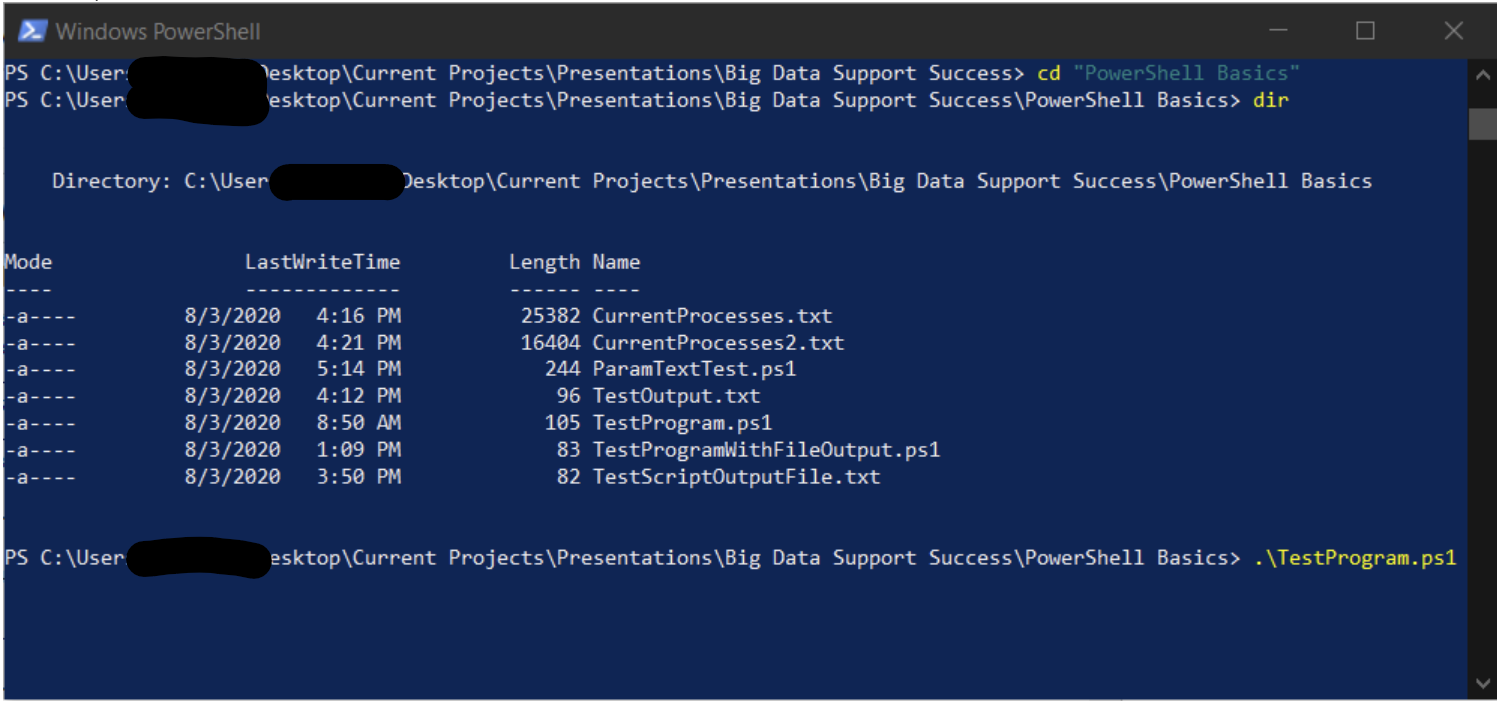 Windows PowerShell
PS C:\User Desktop\Current Projects\Presentations\Big Data Support Success> cd "PowerShell Basics"
PS C:\User esktop\Current Projects\Presentations\Big Data Support Success\PowerShell Basics> dir
Directory: C:\User Desktop\Current Projects\Presentations\Big Data Support Success\PowerShell Basics
Mode LastWriteTime Length Name
---- ------------- ------ ----
-a---- 8/3/2020 4:16 PM 25382 CurrentProcesses.txt
-a---- 8/3/2020 4:21 PM 16404 CurrentProcesses2.txt
-a---- 8/3/2020 5:14 PM 244 ParamTextTest.ps1
-a---- 8/3/2020 4:12 PM 96 TestOutput.txt
-a---- 8/3/2020 8:50 AM 105 TestProgram.ps1
-a---- 8/3/2020 1:09 PM 83 TestProgramWithFileOutput.ps1
-a---- 8/3/2020 3:50 PM 82 TestScriptOutputFile.txt
PS C:\User esktop\Current Projects\Presentations\Big Data Support Success\PowerShell Basics> .\TestProgram.ps1